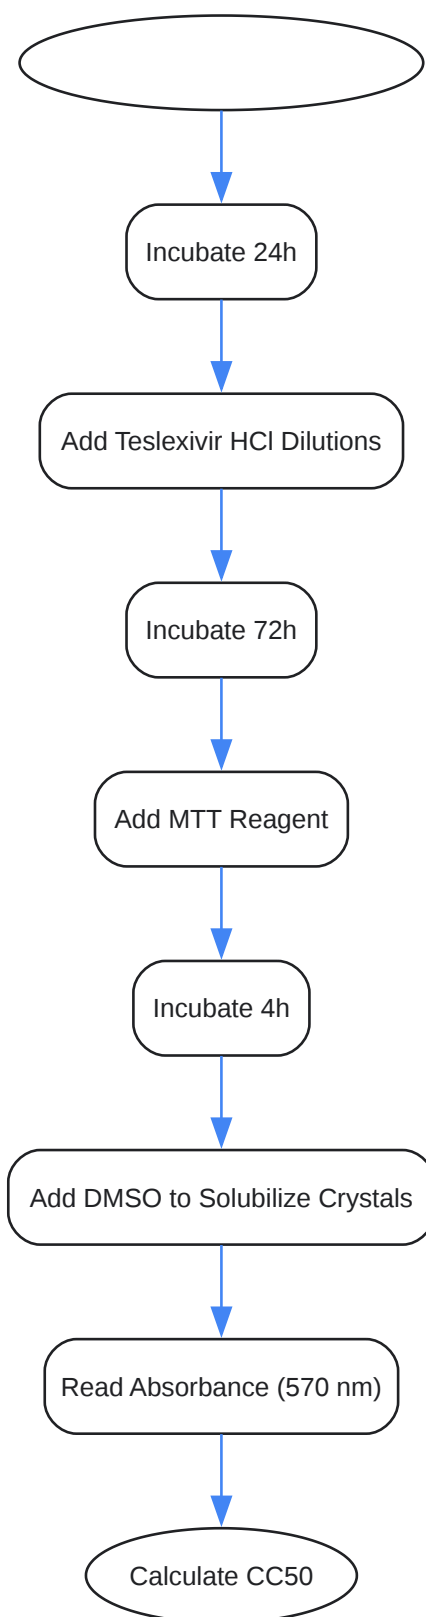 Incubate 24h
Add Teslexivir HCl Dilutions
Incubate 72h
Add MTT Reagent
Incubate 4h
Add DMSO to Solubilize Crystals
Read Absorbance (570 nm)
Calculate CC50